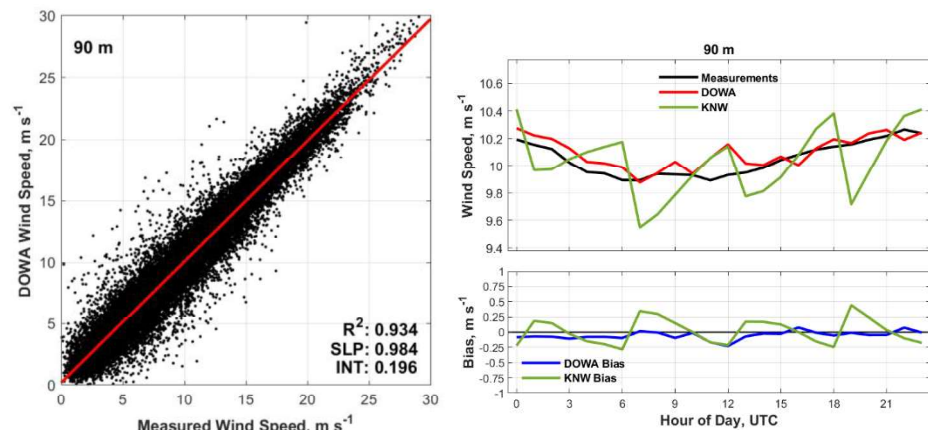 90 m
30
25
20
15
10
5
0
DOWA Wind Speed, m s-1
R2: 0.934
SLP: 0.984
INT: 0.196
0 5 10 15 20 25 30
Measured Wind Speed, m s-1
90 m
Measurements
DOWA
KNW
10.6
10.4
10.2
10
9.8
9.6
9.4
Wind Speed, m s-1
1
0.75
0.5
0.25
0
-0.25
-0.5
-0.75
-1
Bias, m s-1
DOWA Bias
KNW Bias
0 3 6 9 12 15 18 21
Hour of Day, UTC